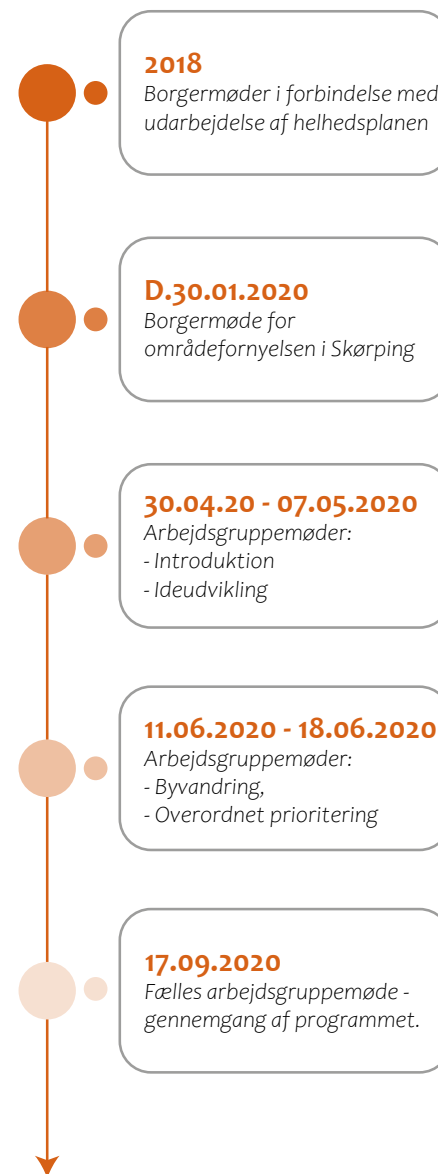 2018
Borgermøder i forbindelse med
udarbejdelse af helhedsplanen
D.30.01.2020
Borgermøde for
områdefornyelsen i Skørping
30.04.20 - 07.05.2020
Arbejdsgruppemøder:
- Introduktion
- Ideudvikling
11.06.2020 - 18.06.2020
Arbejdsgruppemøder:
- Byvandring,
- Overordnet prioritering
17.09.2020
Fælles arbejdsgruppemøde -
gennemgang af programmet.